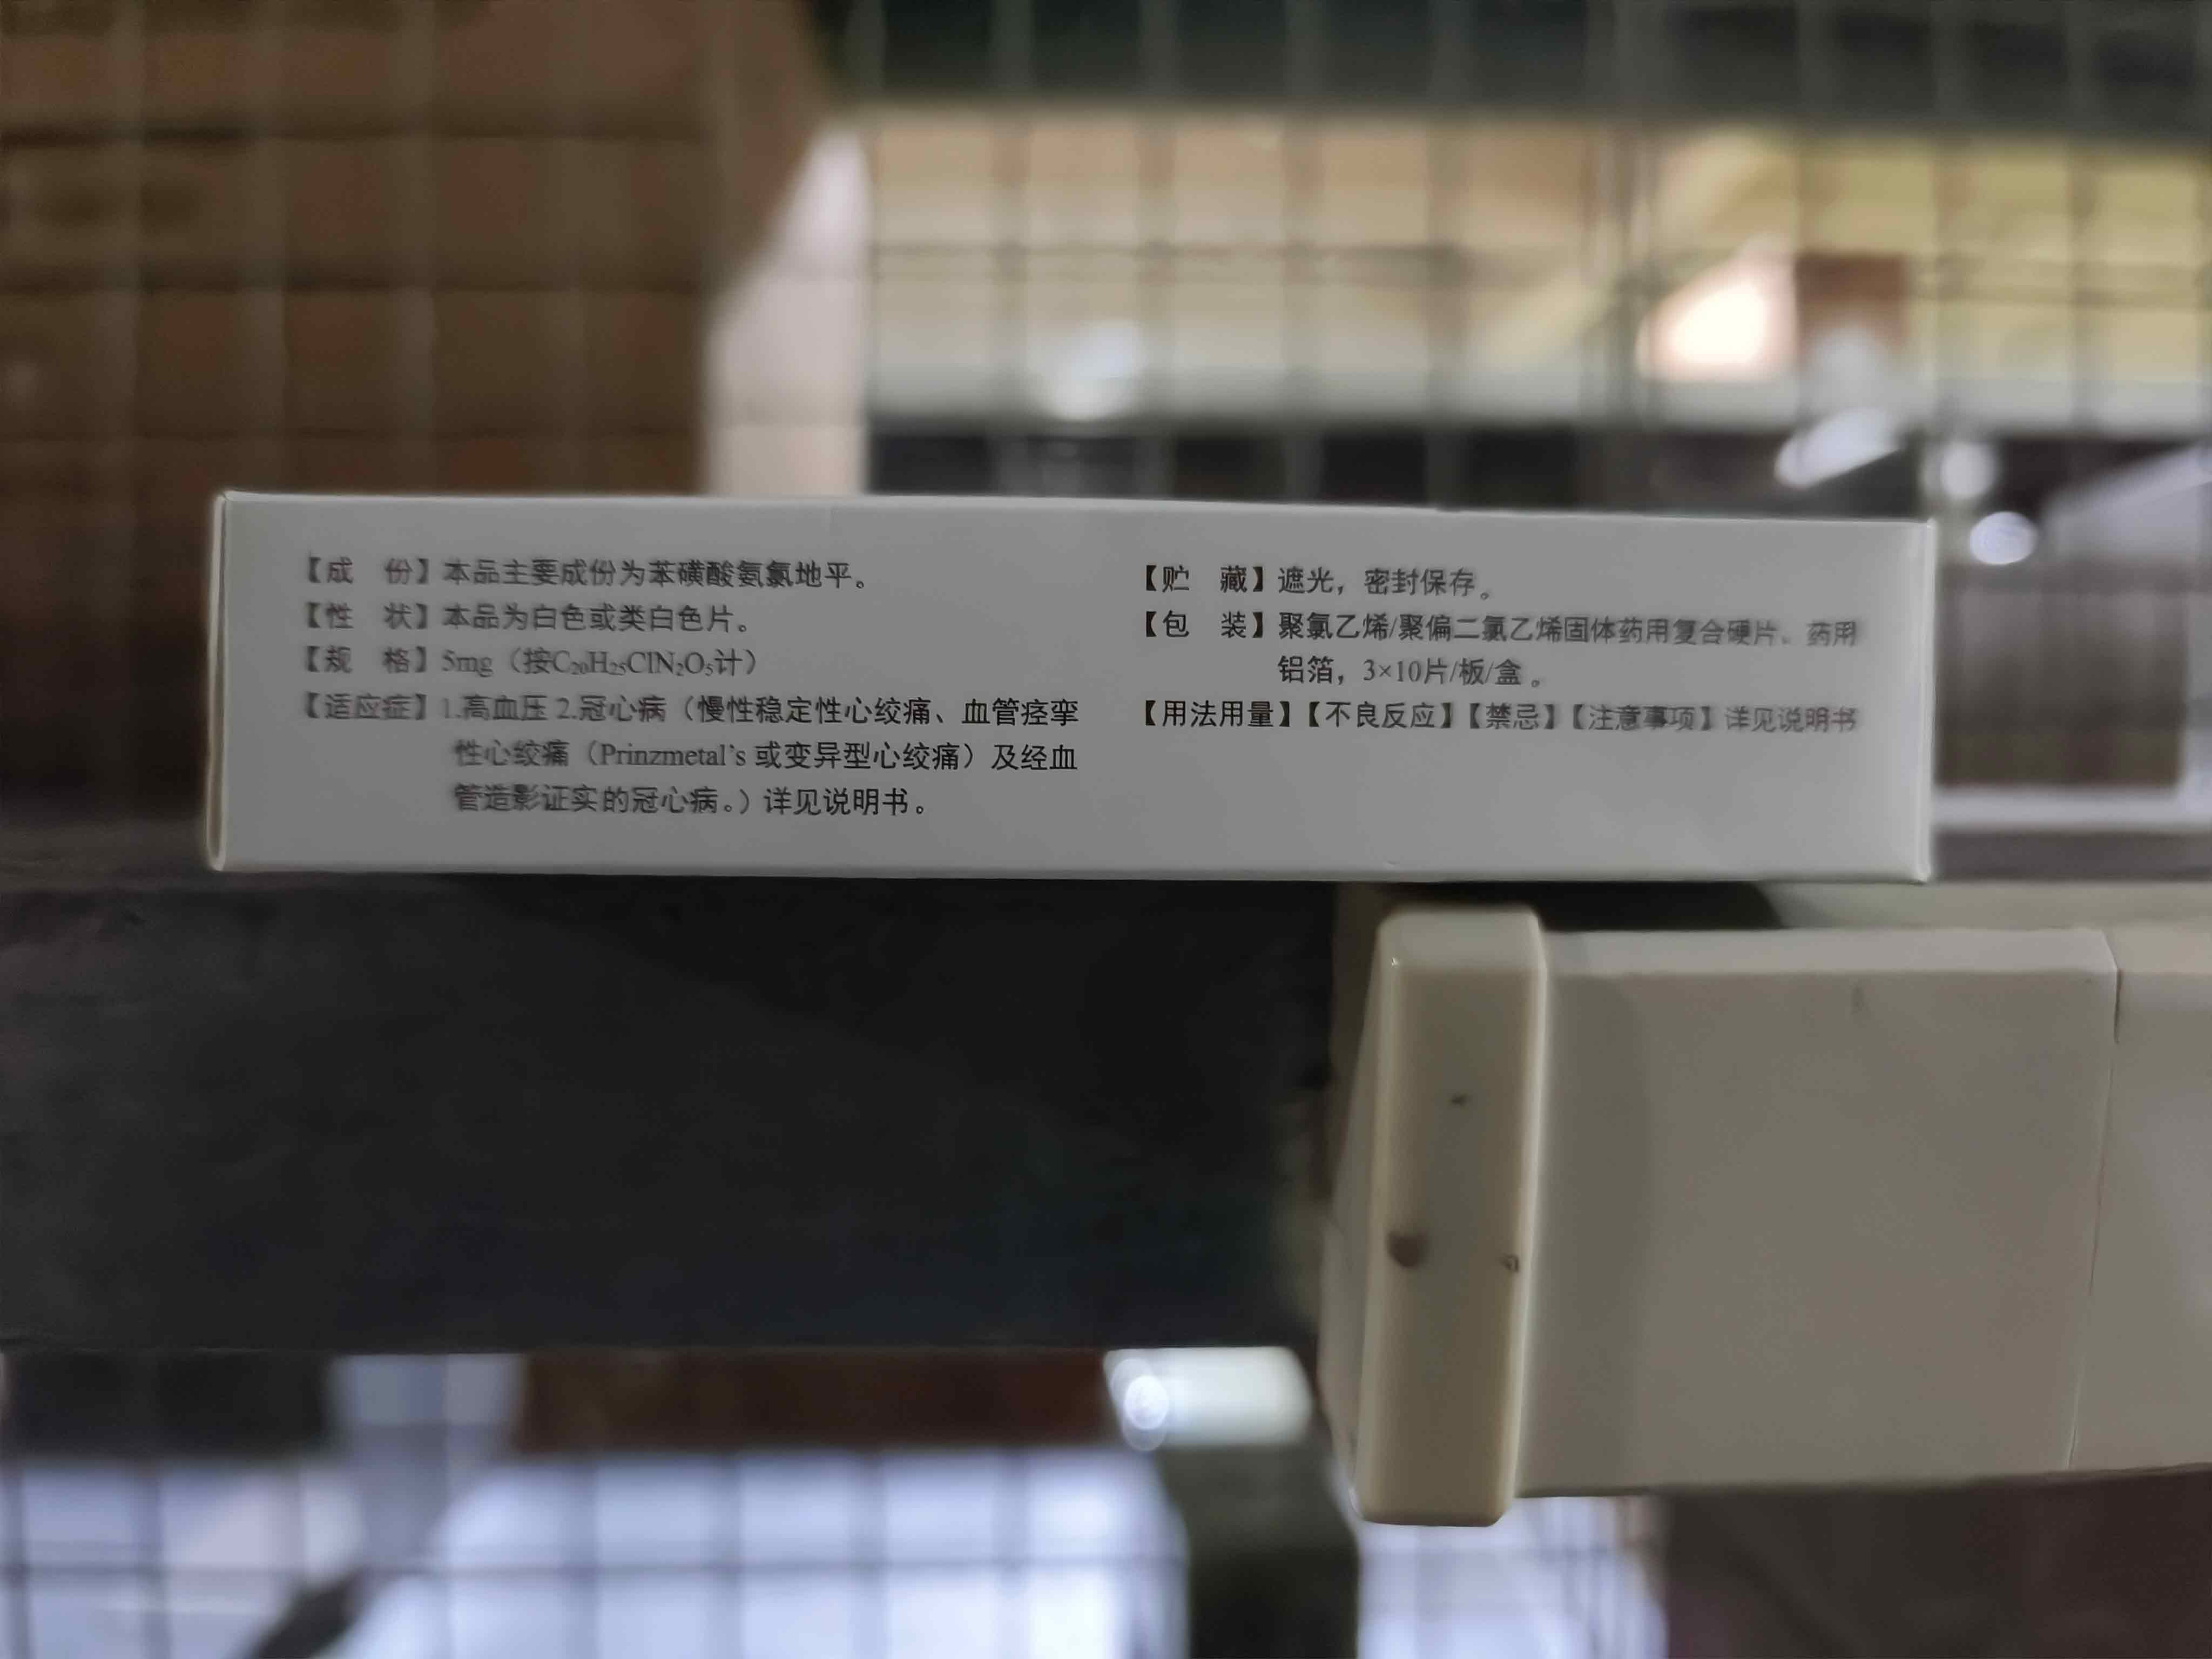 【成　份】本品主要成份为苯磺酸氨氯地平。
【性　状】本品为白色或类白色片。
【规　格】5mg（按C₂₀H₂₅ClN₂O₅计）
【适应症】1.高血压 2.冠心病（慢性稳定性心绞痛、血管痉挛
性心绞痛（Prinzmetal's 或变异型心绞痛）及经血
管造影证实的冠心病。）详见说明书。
【贮　藏】遮光，密封保存。
【包　装】聚氯乙烯/聚偏二氯乙烯固体药用复合硬片、药用
铝箔，3×10片/板/盒。
【用法用量】【不良反应】【禁忌】【注意事项】详见说明书